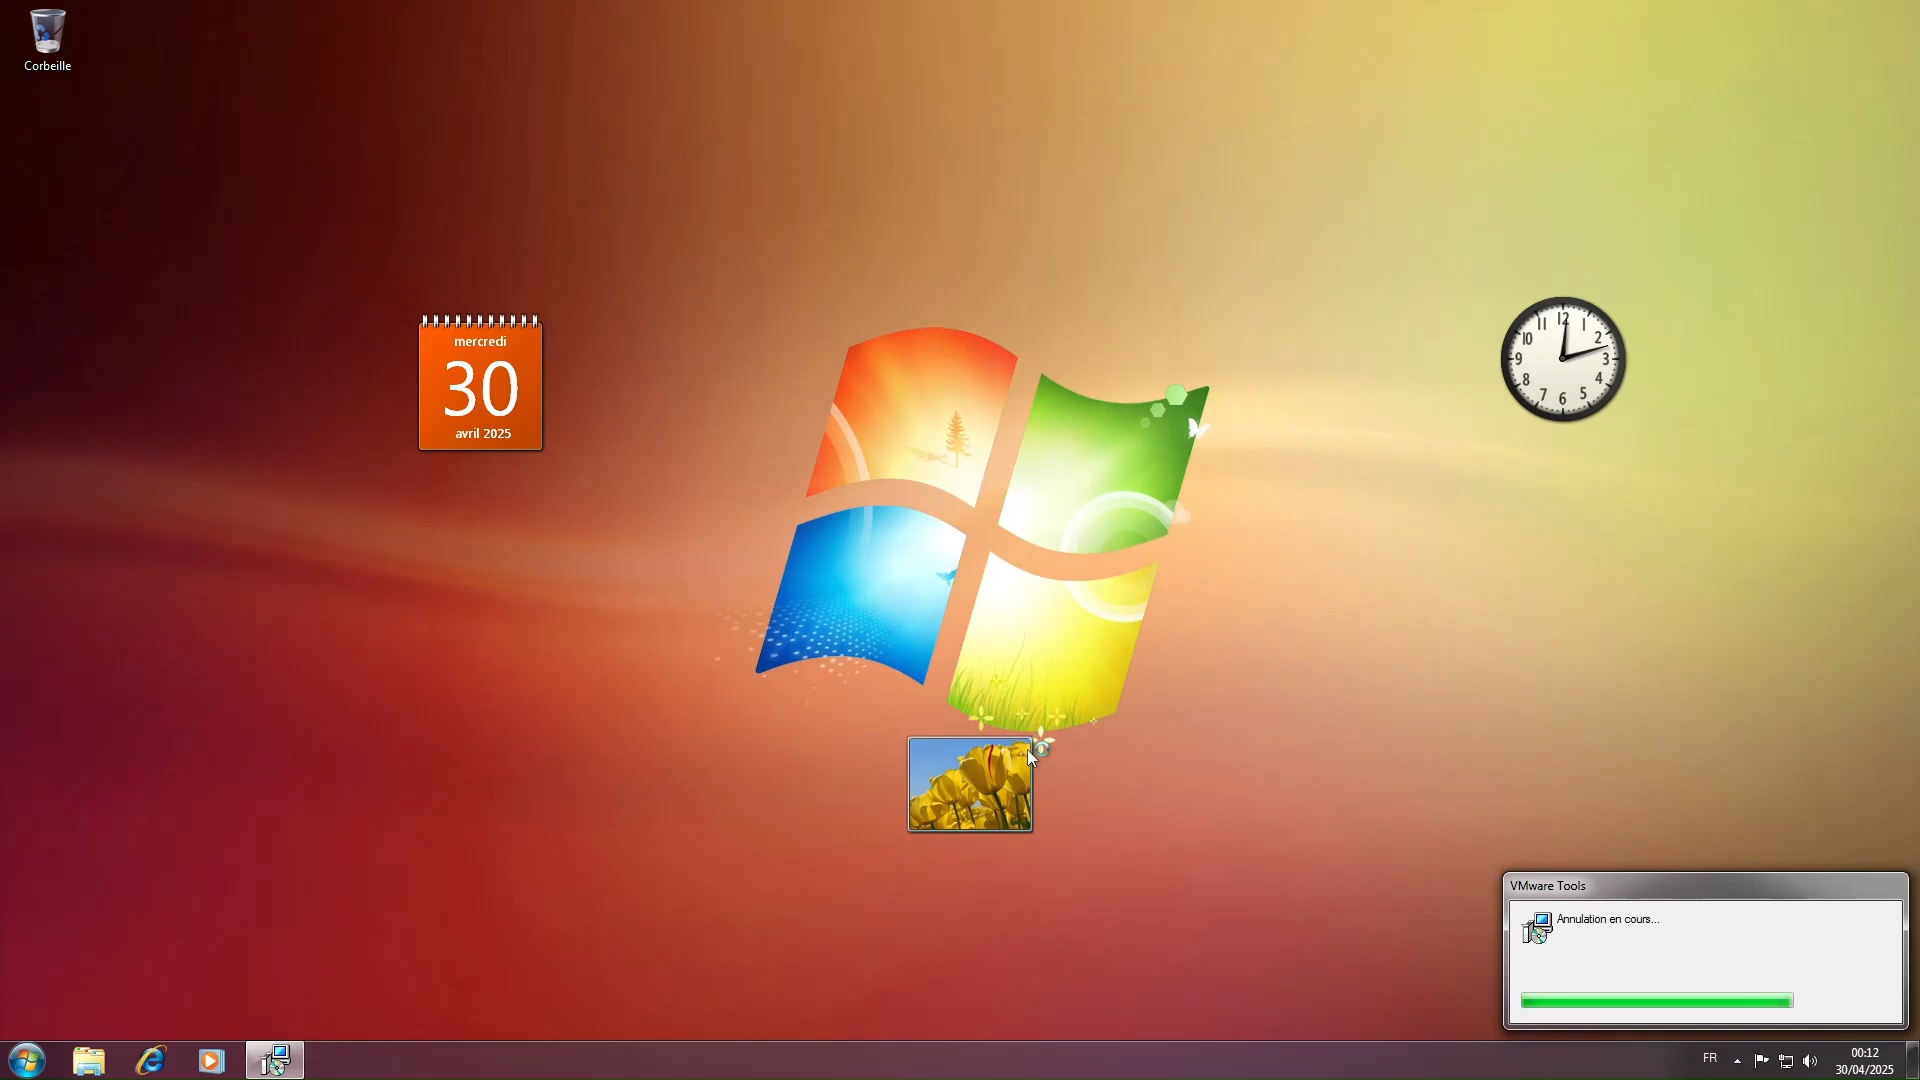 Corbeille
mercredi
30
avril 2025
12
1
2
3
4
5
6
7
8
9
10
11
VMware Tools
Annulation en cours...
FR
00:12
30/04/2025